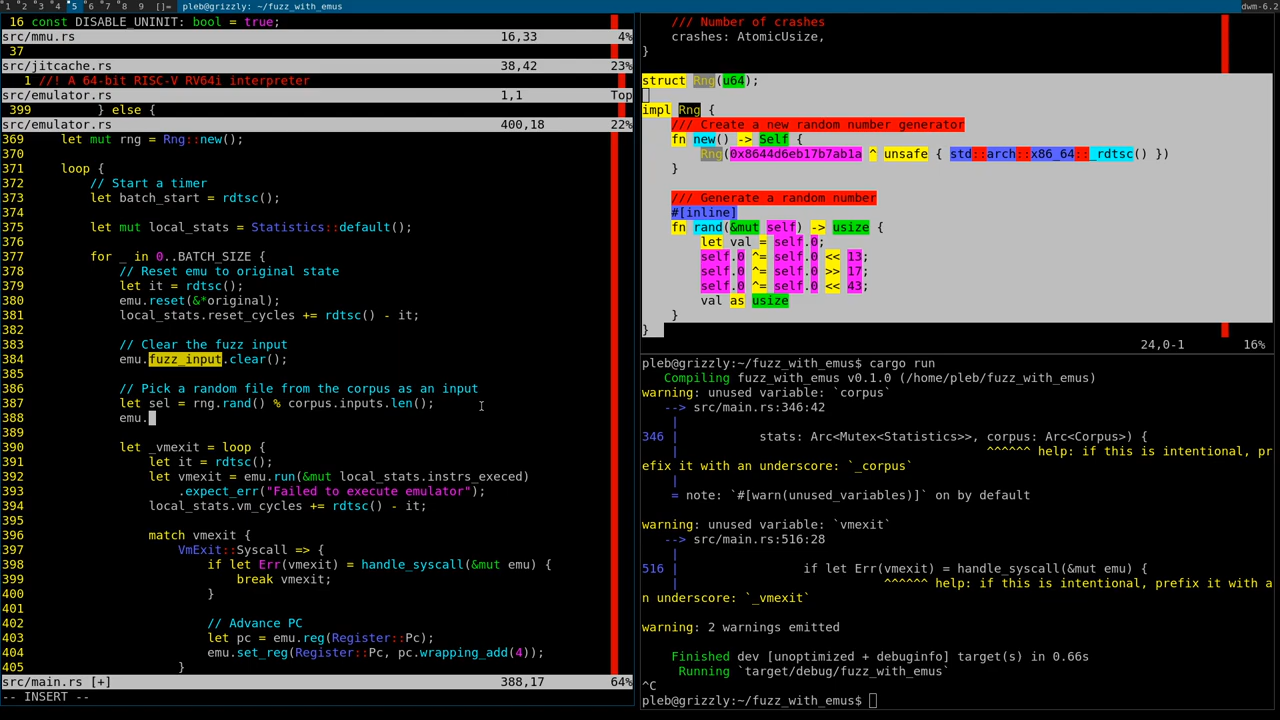 1 2 3 4 5 6 7 8 9 []= pleb@grizzly: ~/fuzz_with_emus dwm-6.2
16 const DISABLE_UNINIT: bool = true;
src/mmu.rs 16,33 4%
37
src/jitcache.rs 38,42 23%
1 //! A 64-bit RISC-V RV64i interpreter
src/emulator.rs 1,1 Top
399 } else {
src/emulator.rs 400,18 22%
369 let mut rng = Rng::new();
370
371 loop {
372 // Start a timer
373 let batch_start = rdtsc();
374
375 let mut local_stats = Statistics::default();
376
377 for _ in 0..BATCH_SIZE {
378 // Reset emu to original state
379 let it = rdtsc();
380 emu.reset(&*original);
381 local_stats.reset_cycles += rdtsc() - it;
382
383 // Clear the fuzz input
384 emu.fuzz_input.clear();
385
386 // Pick a random file from the corpus as an input
387 let sel = rng.rand() % corpus.inputs.len();
388 emu.
389
390 let _vmexit = loop {
391 let it = rdtsc();
392 let vmexit = emu.run(&mut local_stats.instrs_execed)
393 .expect_err("Failed to execute emulator");
394 local_stats.vm_cycles += rdtsc() - it;
395
396 match vmexit {
397 VmExit::Syscall => {
398 if let Err(vmexit) = handle_syscall(&mut emu) {
399 break vmexit;
400 }
401
402 // Advance PC
403 let pc = emu.reg(Register::Pc);
404 emu.set_reg(Register::Pc, pc.wrapping_add(4));
405 }
src/main.rs [+] 388,17 64%
-- INSERT --
/// Number of crashes
crashes: AtomicUsize,
}
struct Rng(u64);
impl Rng {
/// Create a new random number generator
fn new() -> Self {
Rng(0x8644d6eb17b7ab1a ^ unsafe { std::arch::x86_64::_rdtsc() })
}
/// Generate a random number
#[inline]
fn rand(&mut self) -> usize {
let val = self.0;
self.0 ^= self.0 << 13;
self.0 ^= self.0 >> 17;
self.0 ^= self.0 << 43;
val as usize
}
}
24,0-1 16%
pleb@grizzly:~/fuzz_with_emus$ cargo run
Compiling fuzz_with_emus v0.1.0 (/home/pleb/fuzz_with_emus)
warning: unused variable: `corpus`
--> src/main.rs:346:42
|
346 | stats: Arc<Mutex<Statistics>>, corpus: Arc<Corpus>) {
| ^^^^^^ help: if this is intentional, pr
efix it with an underscore: `_corpus`
|
= note: `#[warn(unused_variables)]` on by default
warning: unused variable: `vmexit`
--> src/main.rs:516:28
|
516 | if let Err(vmexit) = handle_syscall(&mut emu) {
| ^^^^^^ help: if this is intentional, prefix it with a
n underscore: `_vmexit`
warning: 2 warnings emitted
Finished dev [unoptimized + debuginfo] target(s) in 0.66s
Running `target/debug/fuzz_with_emus`
^C
pleb@grizzly:~/fuzz_with_emus$